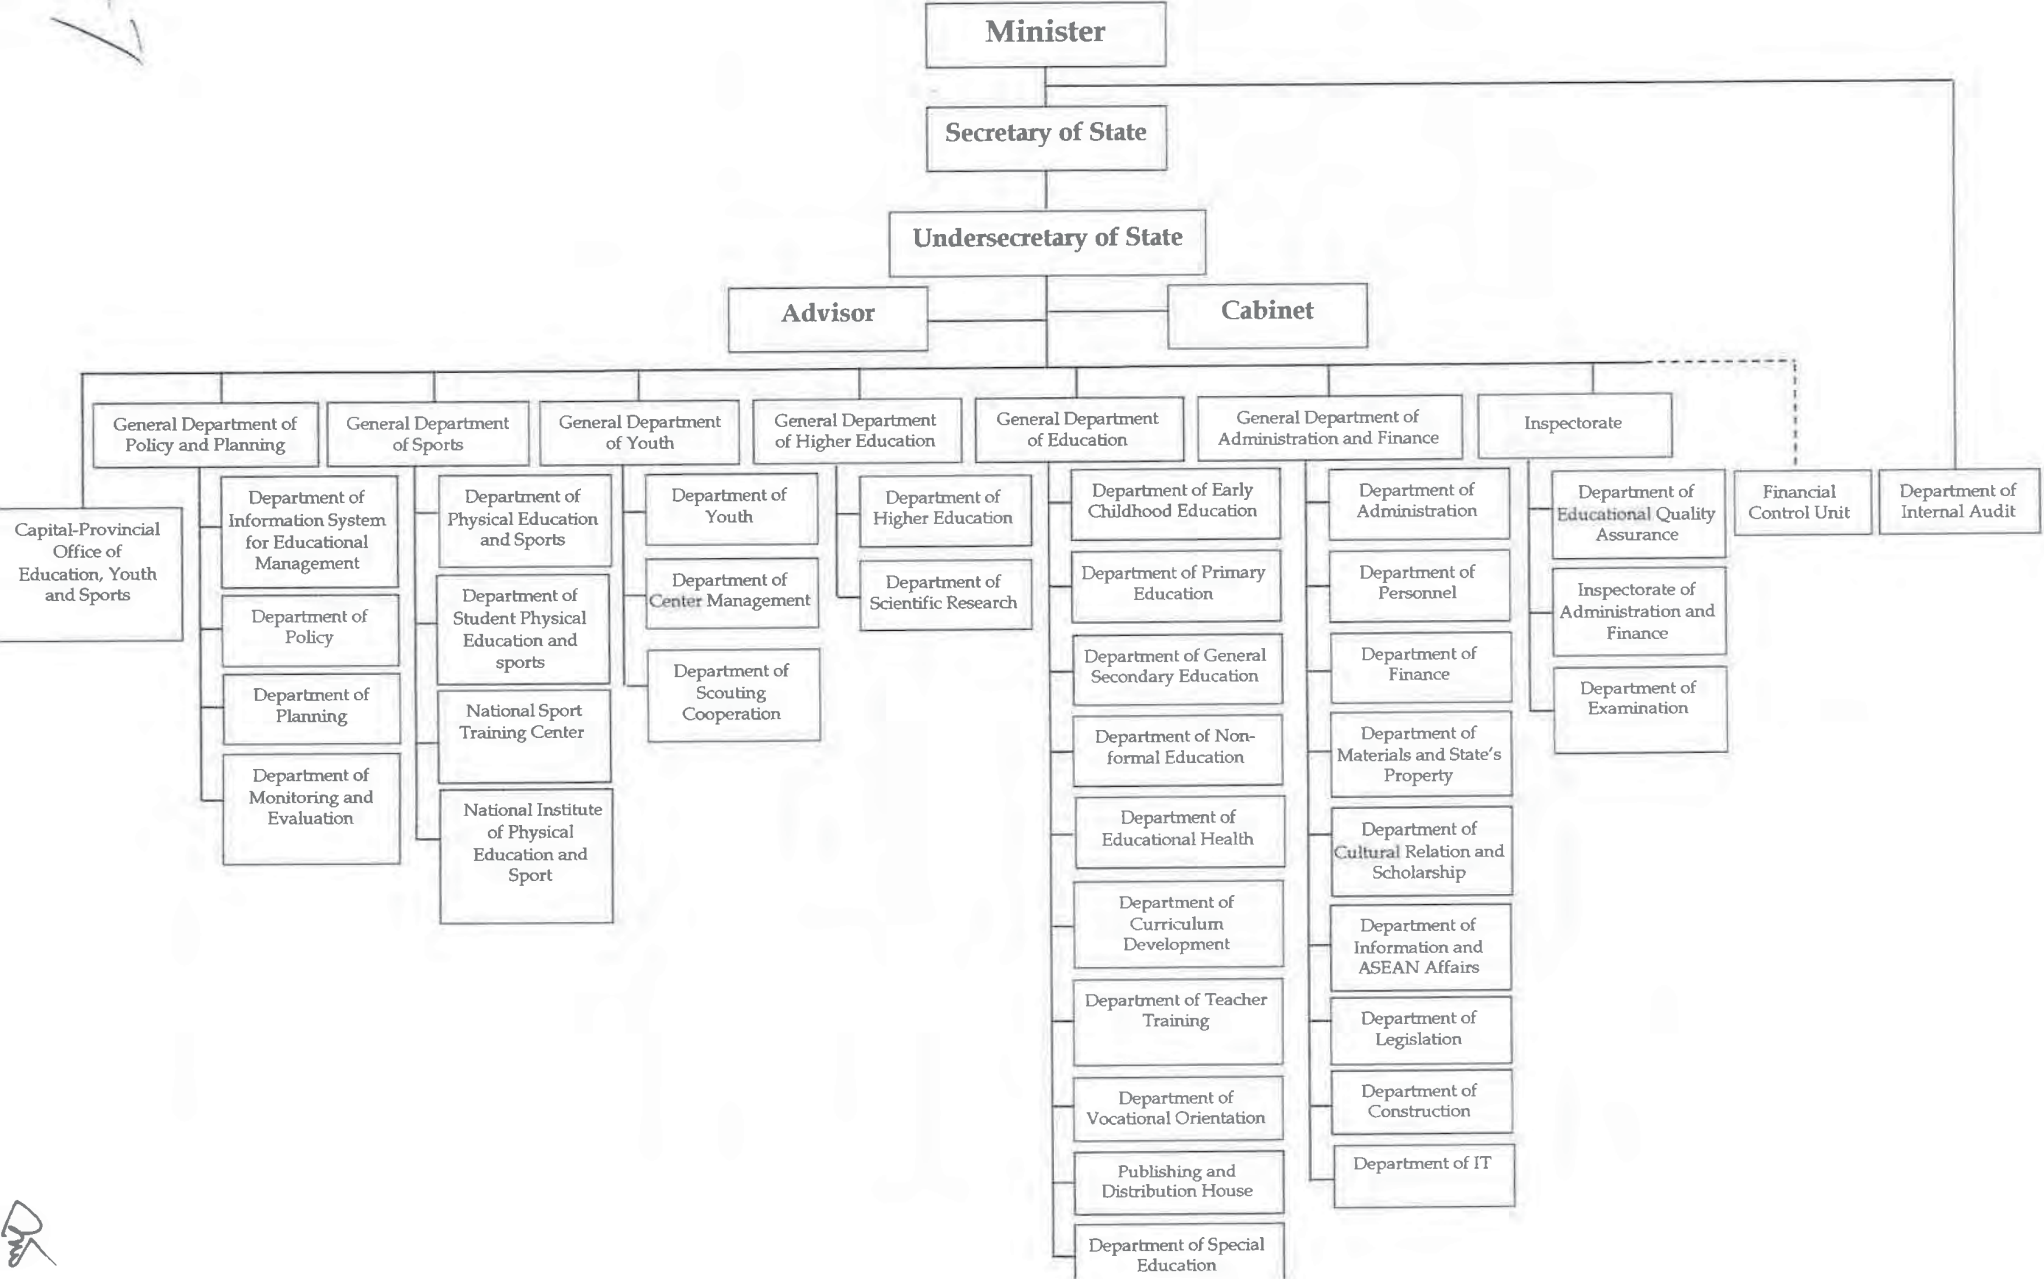 Minister
Secretary of State
Undersecretary of State
Advisor
Cabinet
General Department of
Policy and Planning
General Department
of Sports
General Department
of Youth
General Department
of Higher Education
General Department
of Education
General Department of
Administration and Finance
Inspectorate
Capital-Provincial
Office of
Education, Youth
and Sports
Department of
Information System
for Educational
Management
Department of
Policy
Department of
Planning
Department of
Monitoring and
Evaluation
Department of
Physical Education
and Sports
Department of
Student Physical
Education and
sports
National Sport
Training Center
National Institute
of Physical
Education and
Sport
Department of
Youth
Department of
Center Management
Department of
Scouting
Cooperation
Department of
Higher Education
Department of
Scientific Research
Department of Early
Childhood Education
Department of Primary
Education
Department of General
Secondary Education
Department of Non-
formal Education
Department of
Educational Health
Department of
Curriculum
Development
Department of Teacher
Training
Department of
Vocational Orientation
Publishing and
Distribution House
Department of Special
Education
Department of
Administration
Department of
Personnel
Department of
Finance
Department of
Materials and State's
Property
Department of
Cultural Relation and
Scholarship
Department of
Information and
ASEAN Affairs
Department of
Legislation
Department of
Construction
Department of IT
Department of
Educational Quality
Assurance
Inspectorate of
Administration and
Finance
Department of
Examination
Financial
Control Unit
Department of
Internal Audit